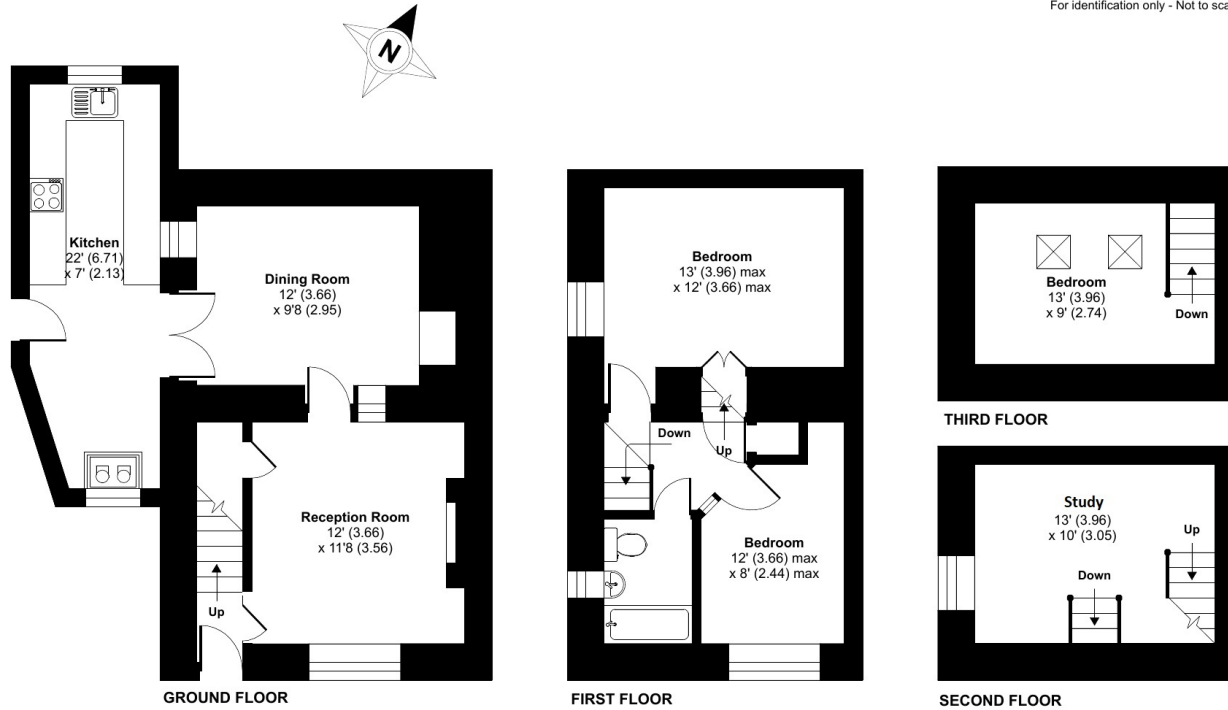 For identification only - Not to sca
N
Kitchen
22' (6.71)
x 7' (2.13)
Dining Room
12' (3.66)
x 9'8 (2.95)
Reception Room
12' (3.66)
x 11'8 (3.56)
Up
GROUND FLOOR
Bedroom
13' (3.96) max
x 12' (3.66) max
Down
Up
Bedroom
12' (3.66) max
x 8' (2.44) max
FIRST FLOOR
Bedroom
13' (3.96)
x 9' (2.74)
Down
THIRD FLOOR
Study
13' (3.96)
x 10' (3.05)
Up
Down
SECOND FLOOR